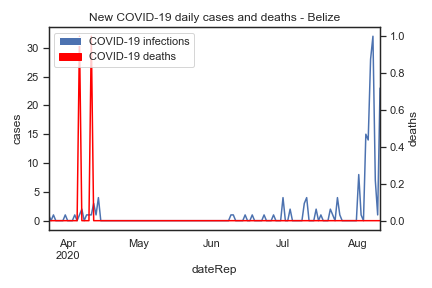 New COVID-19 daily cases and deaths - Belize
COVID-19 infections
COVID-19 deaths
30
25
20
15
10
5
0
cases
1.0
0.8
0.6
0.4
0.2
0.0
deaths
Apr
2020
May
Jun
Jul
Aug
dateRep